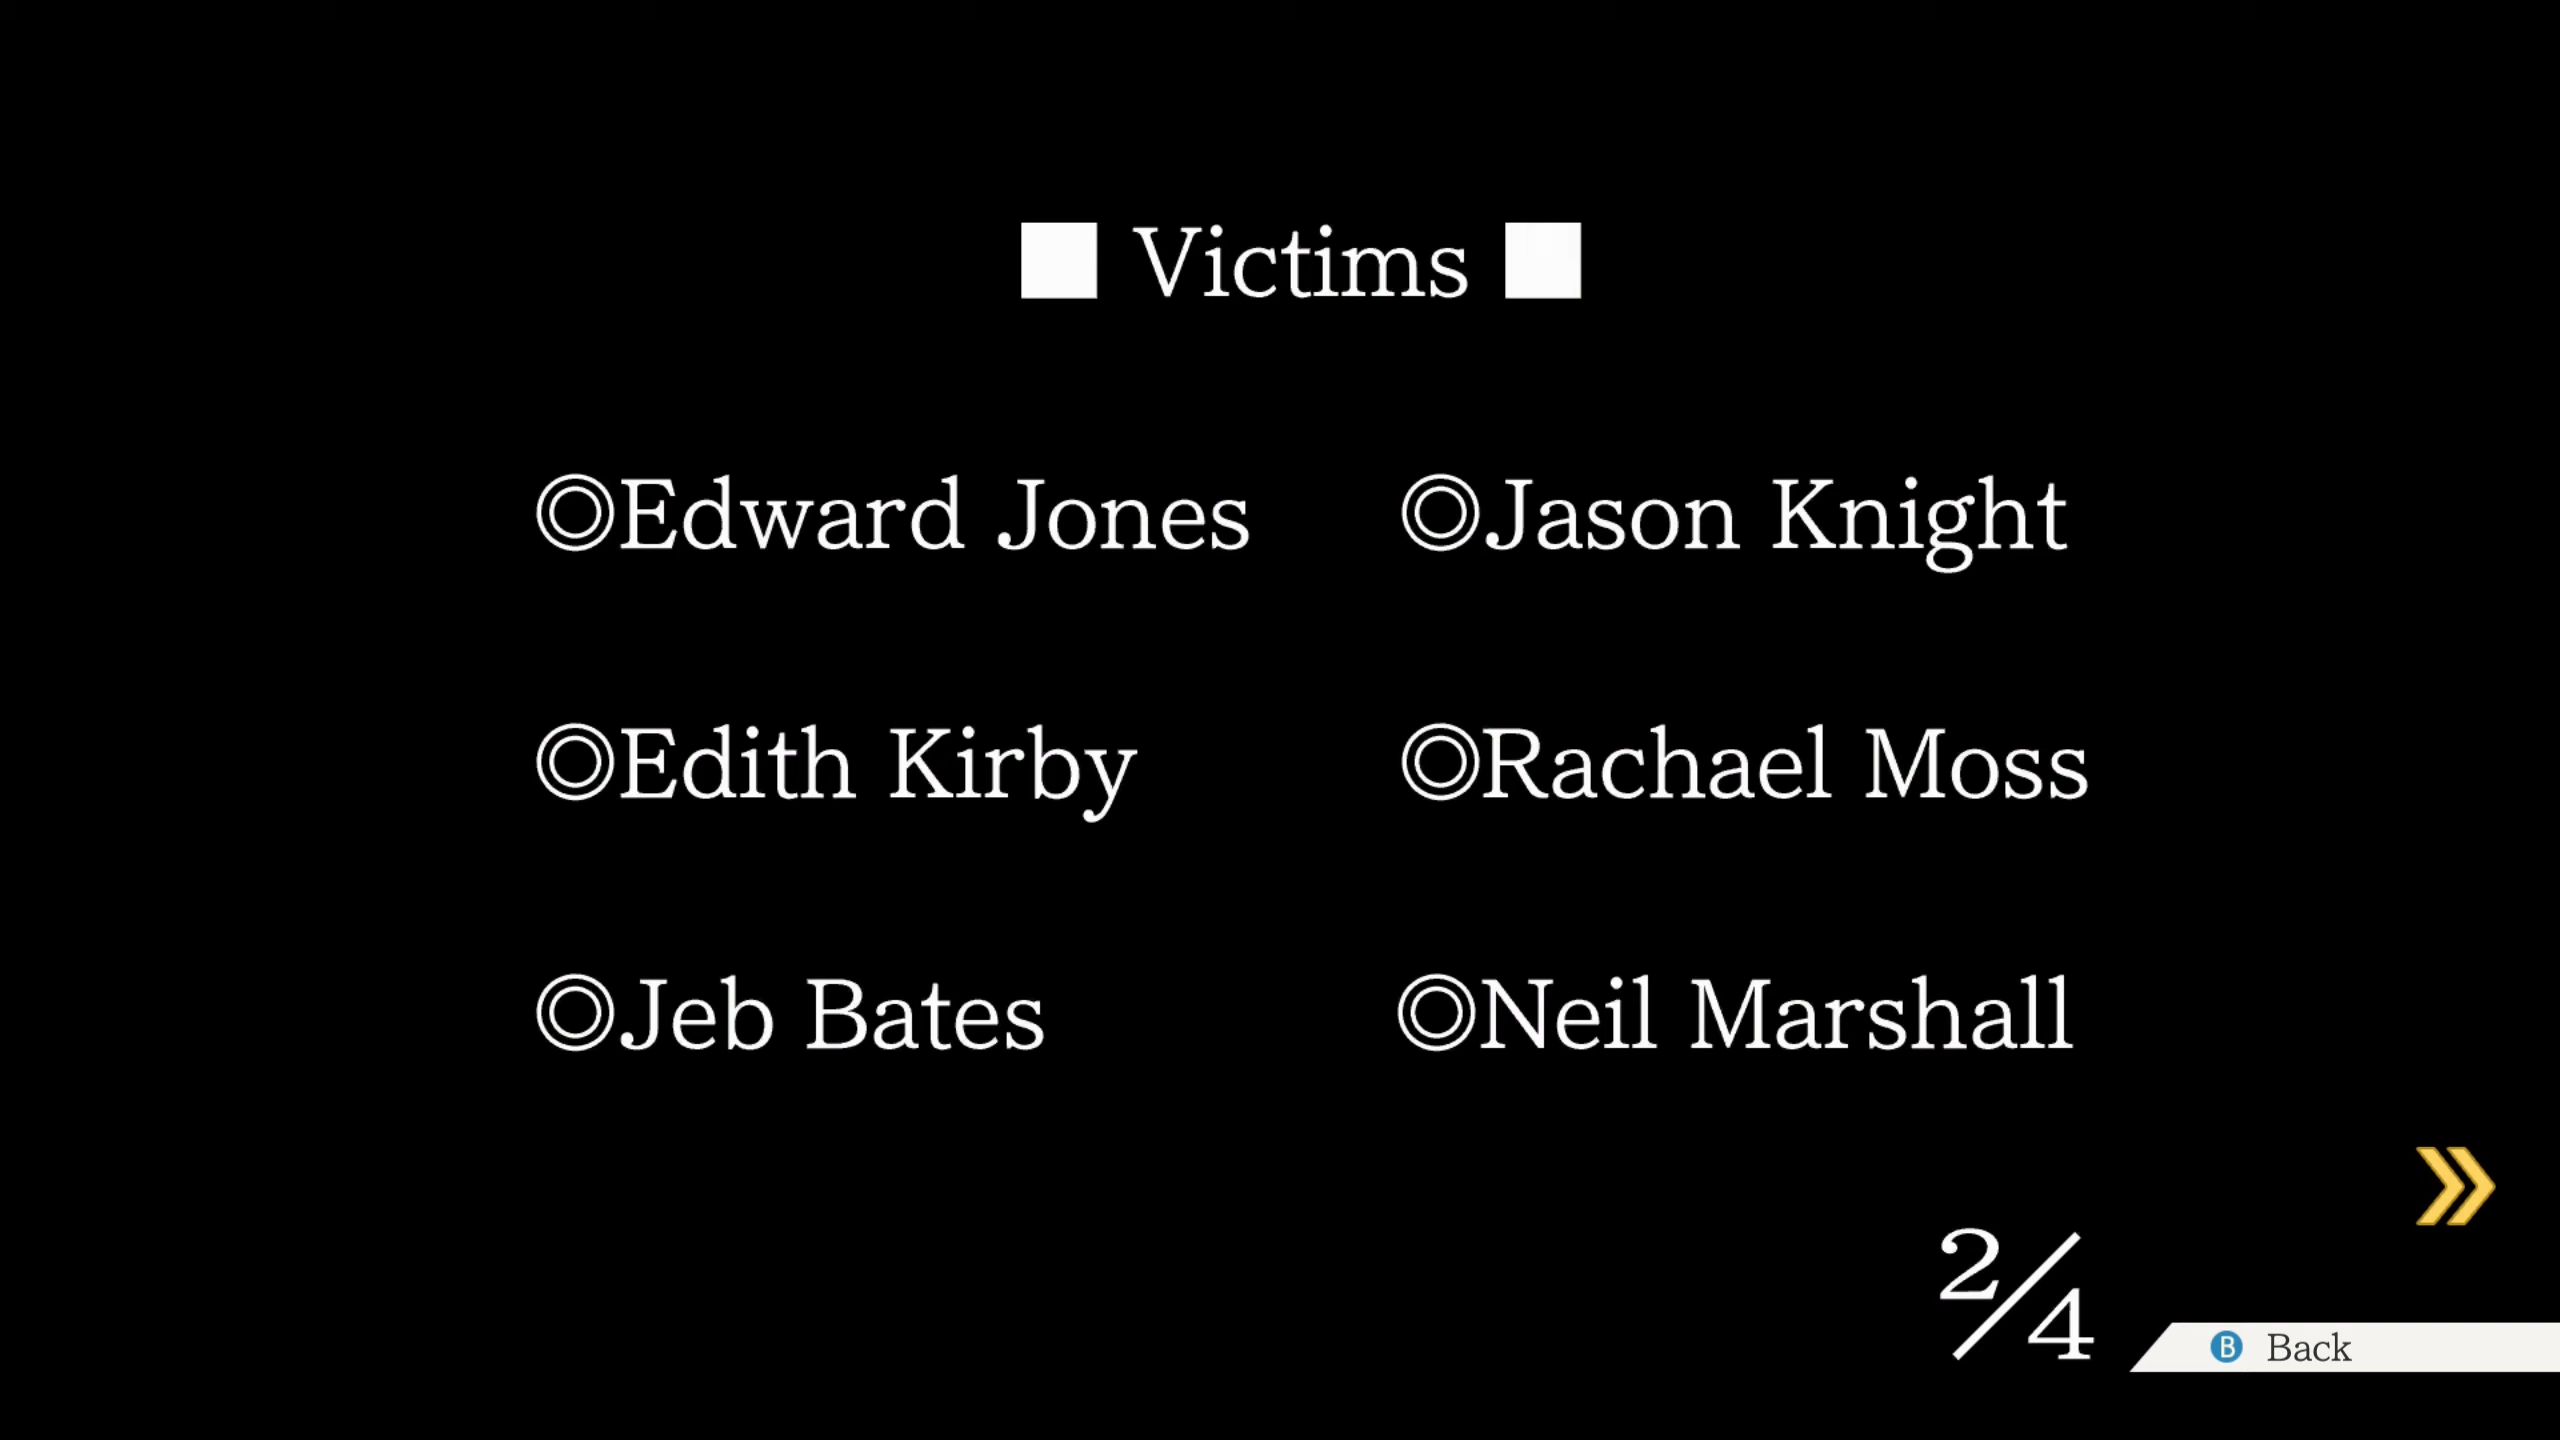 ■ Victims ■
◎Edward Jones ◎Jason Knight
◎Edith Kirby ◎Rachael Moss
◎Jeb Bates ◎Neil Marshall
2/4
B Back